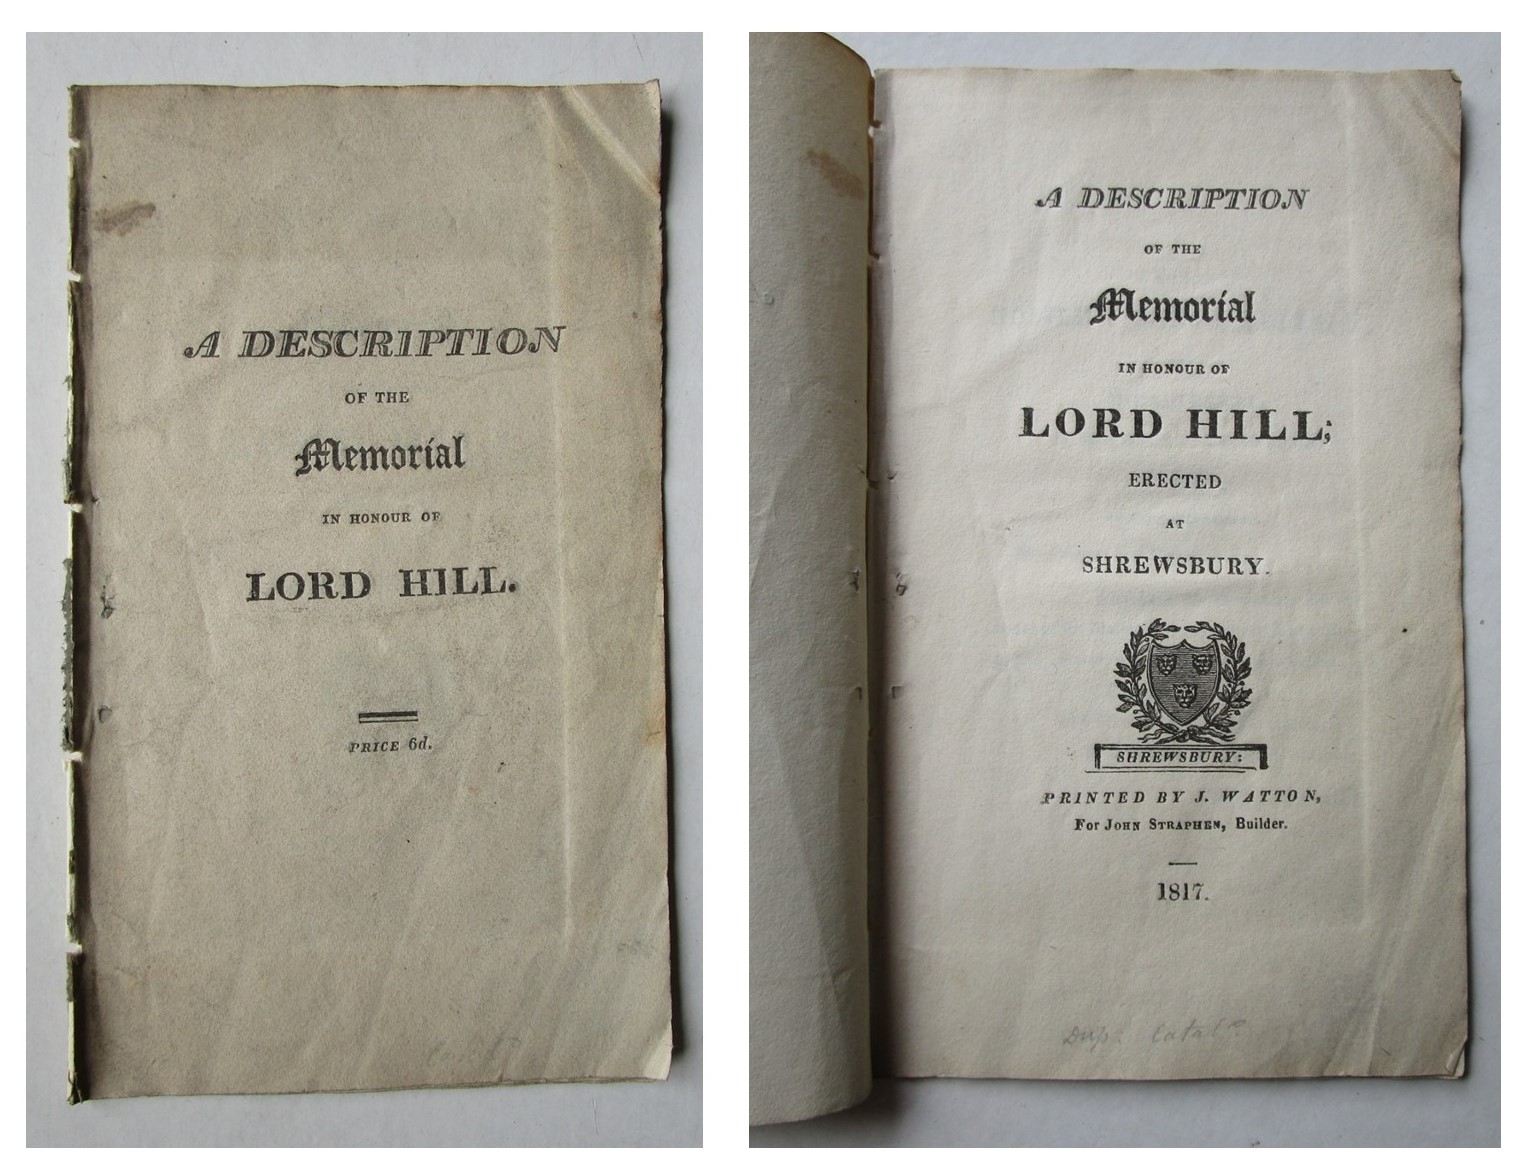 A DESCRIPTION
OF THE
Memorial
IN HONOUR OF
LORD HILL.
PRICE 6d.
A DESCRIPTION
OF THE
Memorial
IN HONOUR OF
LORD HILL;
ERECTED
AT
SHREWSBURY.
SHREWSBURY:
PRINTED BY J. WATTON,
For JOHN STRAPHEN, Builder.
1817.
Dup.